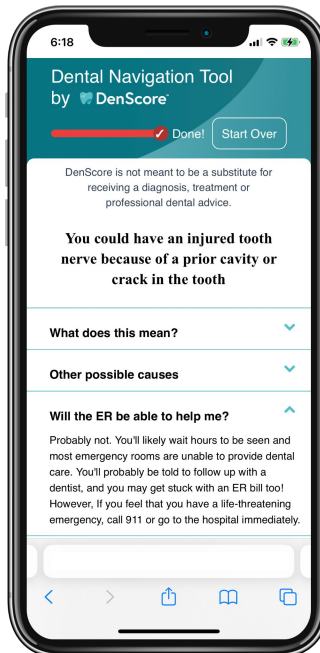 6:18
Dental Navigation Tool
by DenScore
Done! Start Over
DenScore is not meant to be a substitute for
receiving a diagnosis, treatment or
professional dental advice.
You could have an injured tooth
nerve because of a prior cavity or
crack in the tooth
What does this mean?
Other possible causes
Will the ER be able to help me?
Probably not. You'll likely wait hours to be seen and
most emergency rooms are unable to provide dental
care. You'll probably be told to follow up with a
dentist, and you may get stuck with an ER bill too!
However, If you feel that you have a life-threatening
emergency, call 911 or go to the hospital immediately.